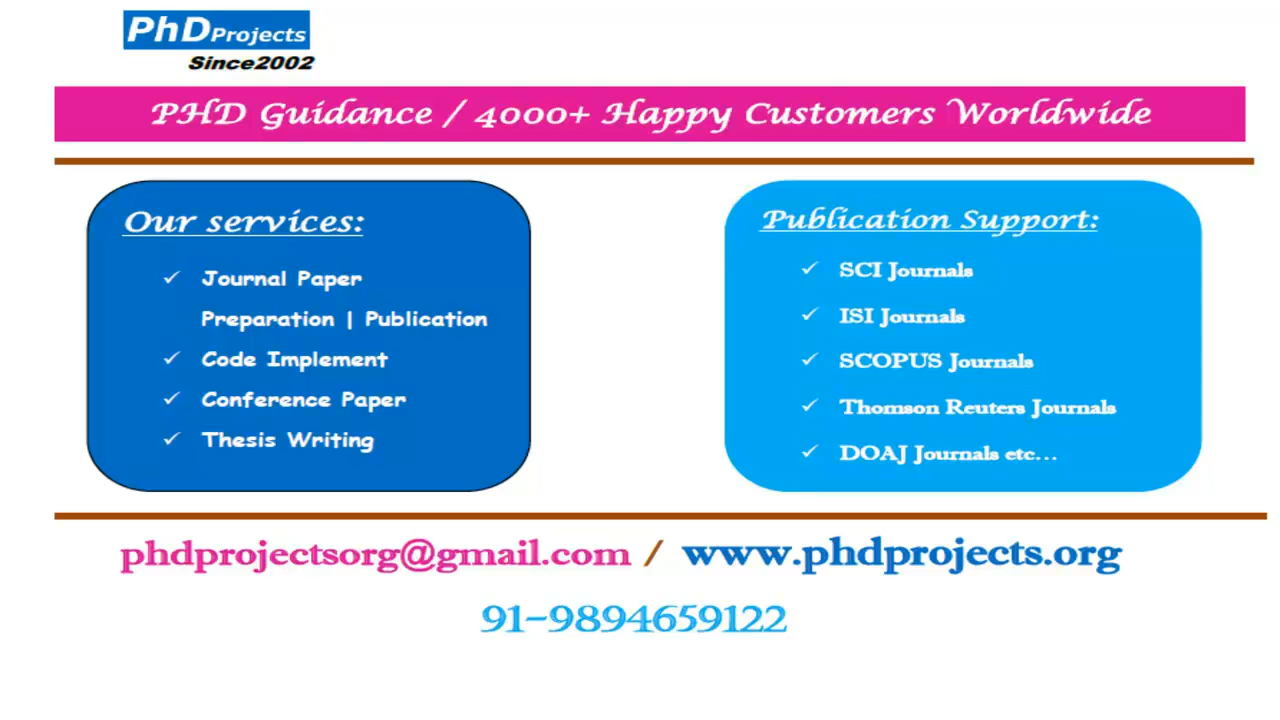 PhDProjects
Since2002
PHD Guidance / 4000+ Happy Customers Worldwide
Our services:
✓ Journal Paper
Preparation | Publication
✓ Code Implement
✓ Conference Paper
✓ Thesis Writing
Publication Support:
✓ SCI Journals
✓ ISI Journals
✓ SCOPUS Journals
✓ Thomson Reuters Journals
✓ DOAJ Journals etc...
phdprojectsorg@gmail.com / www.phdprojects.org
91-9894659122